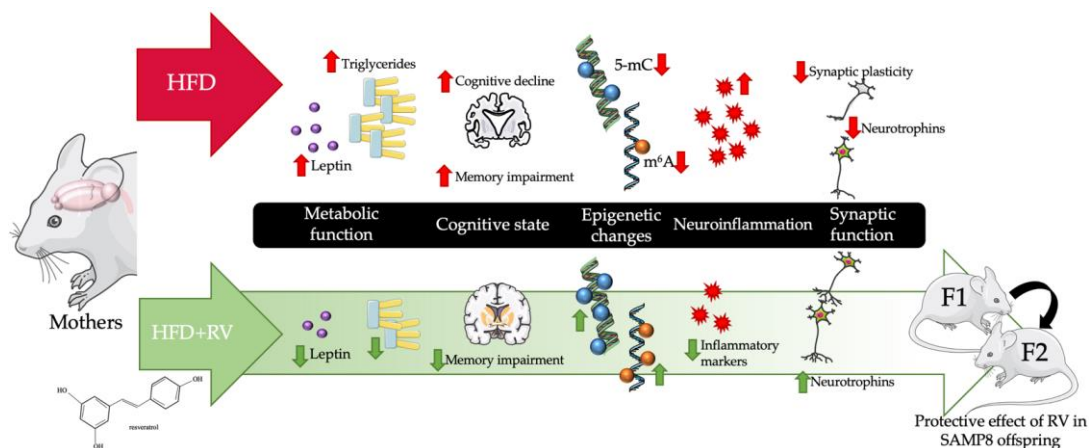 HFD
Triglycerides
Leptin
Cognitive decline
Memory impairment
5-mC
m⁶A
Synaptic plasticity
Neurotrophins
Metabolic
function
Cognitive state
Epigenetic
changes
Neuroinflammation
Synaptic
function
Mothers
HFD+RV
Leptin
Memory impairment
Inflammatory
markers
Neurotrophins
F1
F2
HO
OH
OH
resveratrol
Protective effect of RV in
SAMP8 offspring